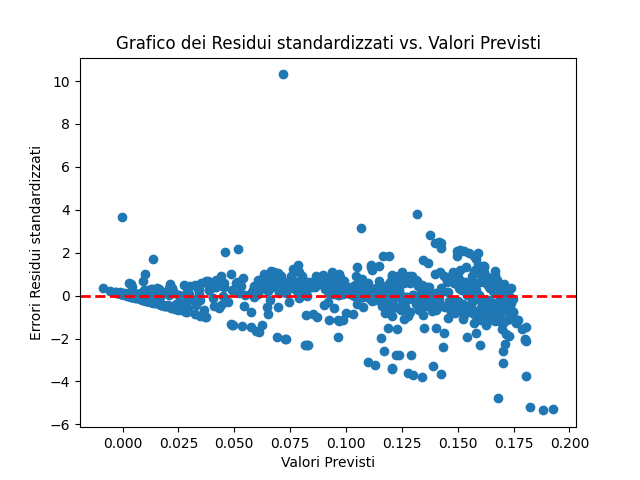 Grafico dei Residui standardizzati vs. Valori Previsti
Errori Residui standardizzati
10
8
6
4
2
0
−2
−4
−6
0.000 0.025 0.050 0.075 0.100 0.125 0.150 0.175 0.200
Valori Previsti